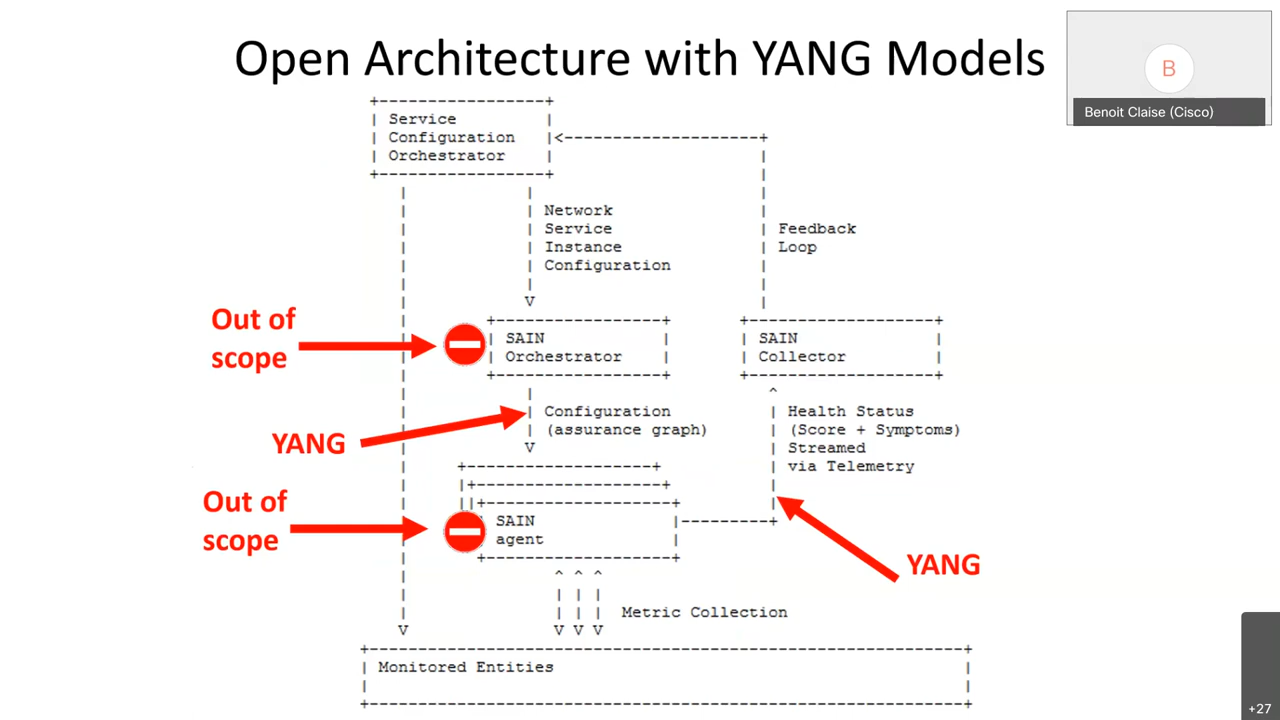 Open Architecture with YANG Models
Benoit Claise (Cisco)
B
Service
Configuration
Orchestrator
Network
Service
Instance
Configuration
Feedback
Loop
Out of
scope
SAIN
Orchestrator
SAIN
Collector
YANG
Configuration
(assurance graph)
Health Status
(Score + Symptoms)
Streamed
via Telemetry
Out of
scope
SAIN
agent
YANG
Metric Collection
Monitored Entities
+27